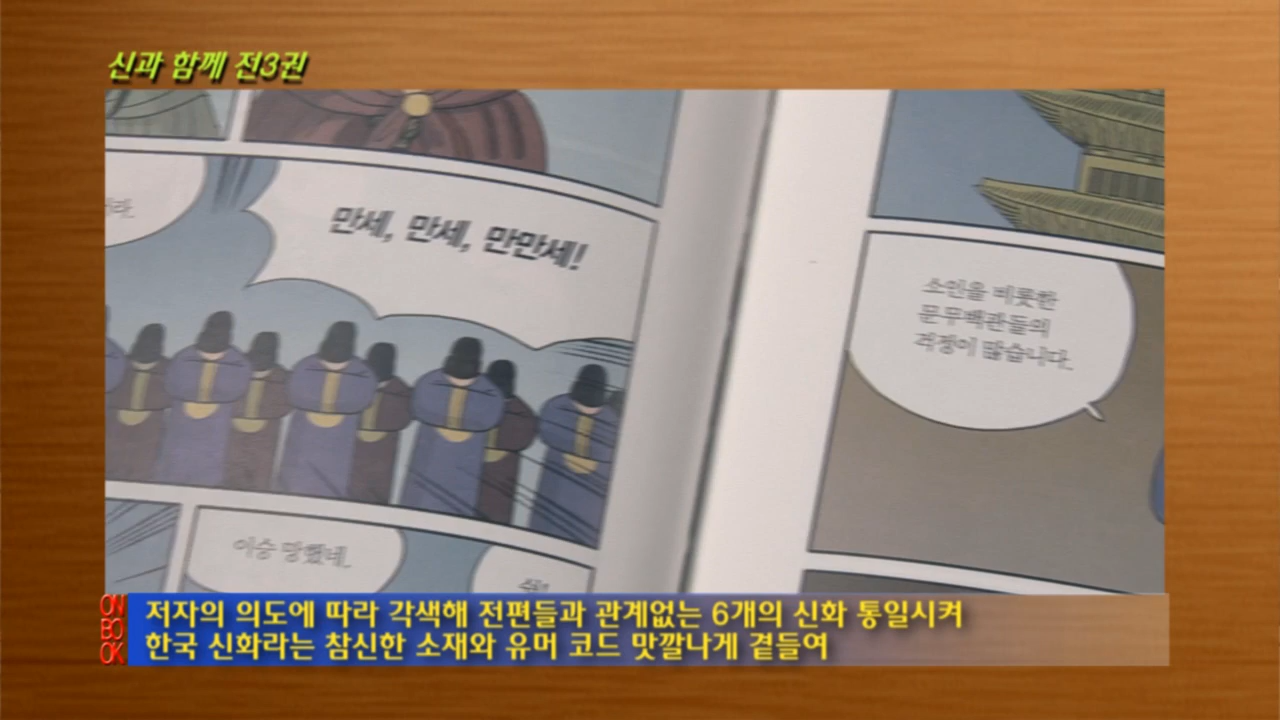 신과 함께 전3권
만세, 만세, 만만세!
소인을 비롯한
문무백관들의
걱정이 많습니다.
이승 망했네.
쉿!
ON
BO
OK
저자의 의도에 따라 각색해 전편들과 관계없는 6개의 신화 통일시켜
한국 신화라는 참신한 소재와 유머 코드 맛깔나게 곁들여